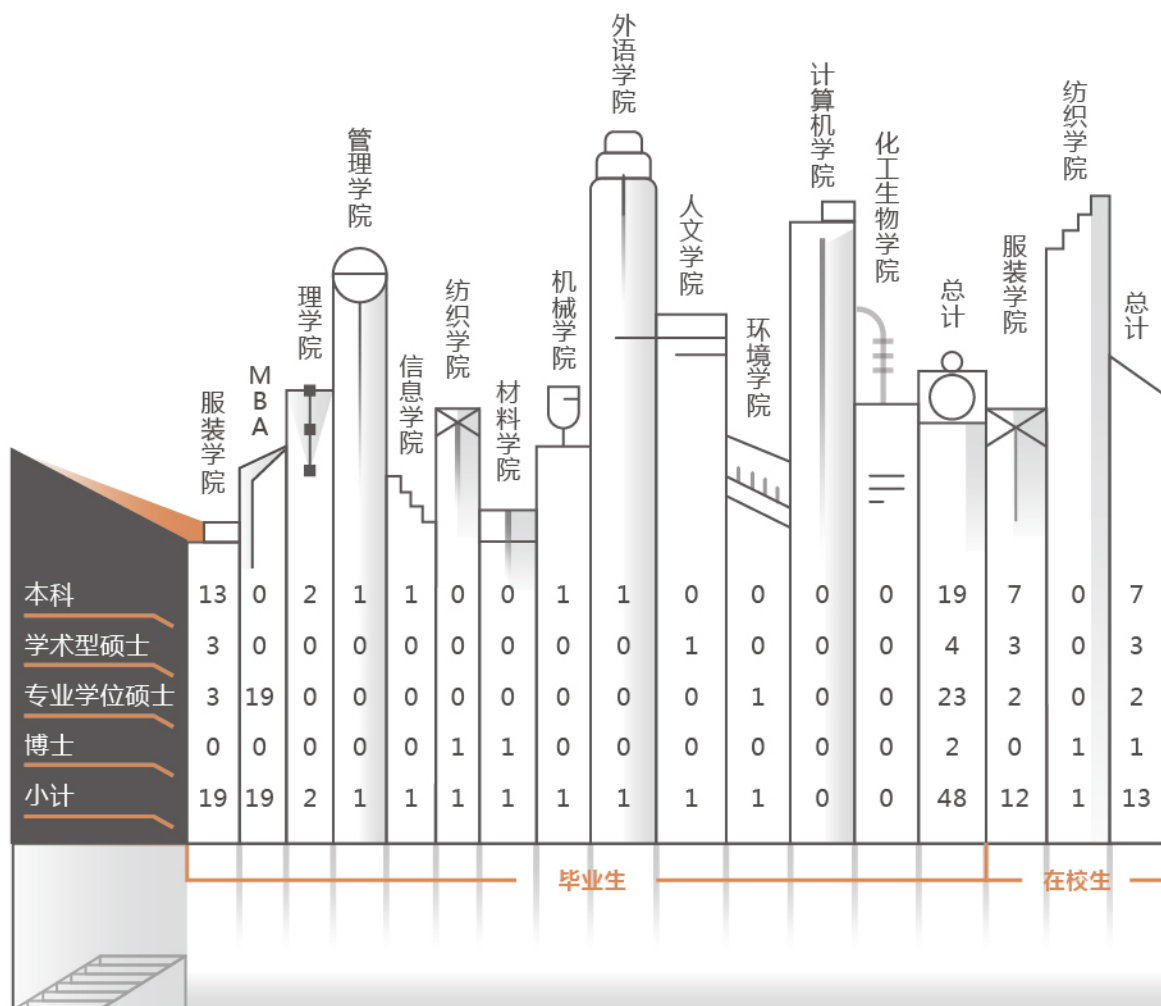 服装学院
MBA
理学院
管理学院
信息学院
纺织学院
材料学院
机械学院
外语学院
人文学院
环境学院
计算机学院
化工生物学院
总计
服装学院
纺织学院
总计
本科 13 0 2 1 1 0 0 1 1 0 0 0 0 19 7 0 7
学术型硕士 3 0 0 0 0 0 0 0 0 1 0 0 0 4 3 0 3
专业学位硕士 3 19 0 0 0 0 0 0 0 0 1 0 0 23 2 0 2
博士 0 0 0 0 0 1 1 0 0 0 0 0 0 2 0 1 1
小计 19 19 2 1 1 1 1 1 1 1 1 0 0 48 12 1 13
毕业生 在校生